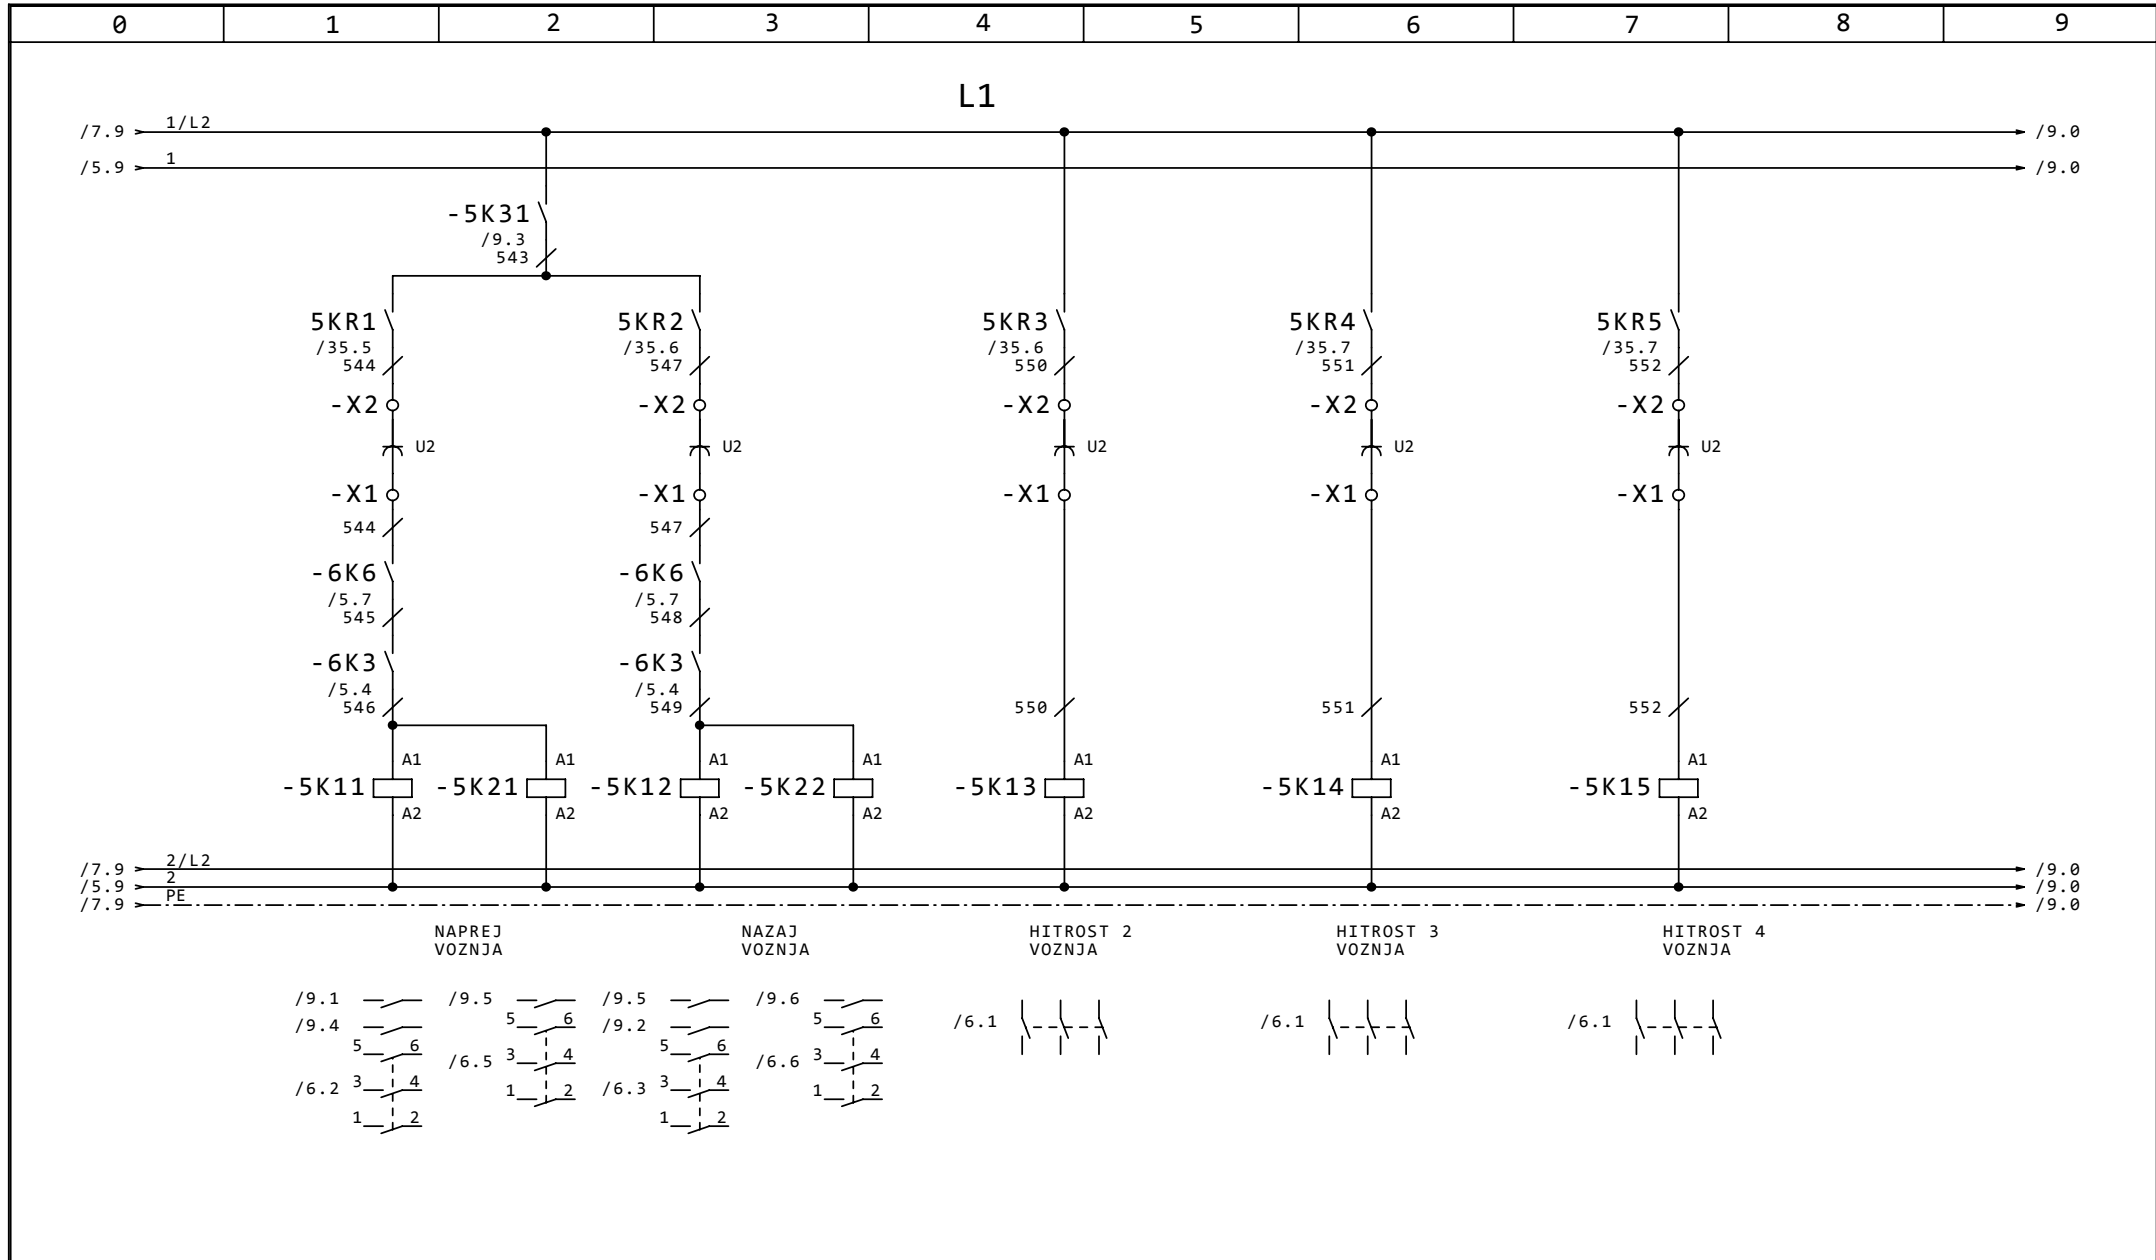 0 1 2 3 4 5 6 7 8 9
L1
/7.9 1/L2 /9.0
/5.9 1 /9.0
-5K31
/9.3
543
5KR1 5KR2 5KR3 5KR4 5KR5
/35.5 /35.6 /35.6 /35.7 /35.7
544 547 550 551 552
-X2 -X2 -X2 -X2 -X2
U2 U2 U2 U2 U2
-X1 -X1 -X1 -X1 -X1
544 547
-6K6 -6K6
/5.7 /5.7
545 548
-6K3 -6K3
/5.4 /5.4
546 549 550 551 552
A1 A1 A1 A1 A1 A1 A1
-5K11 -5K21 -5K12 -5K22 -5K13 -5K14 -5K15
A2 A2 A2 A2 A2 A2 A2
/7.9 2/L2 /9.0
/5.9 2 /9.0
/7.9 PE /9.0
NAPREJ NAZAJ HITROST 2 HITROST 3 HITROST 4
VOZNJA VOZNJA VOZNJA VOZNJA VOZNJA
/9.1 /9.5 /9.5 /9.6
5 6 5 6
/9.4 /9.2 /6.1 /6.1 /6.1
5 6 5 6
/6.5 3 4 /6.6 3 4
/6.2 3 4 /6.3 3 4
1 2 1 2
1 2 1 2